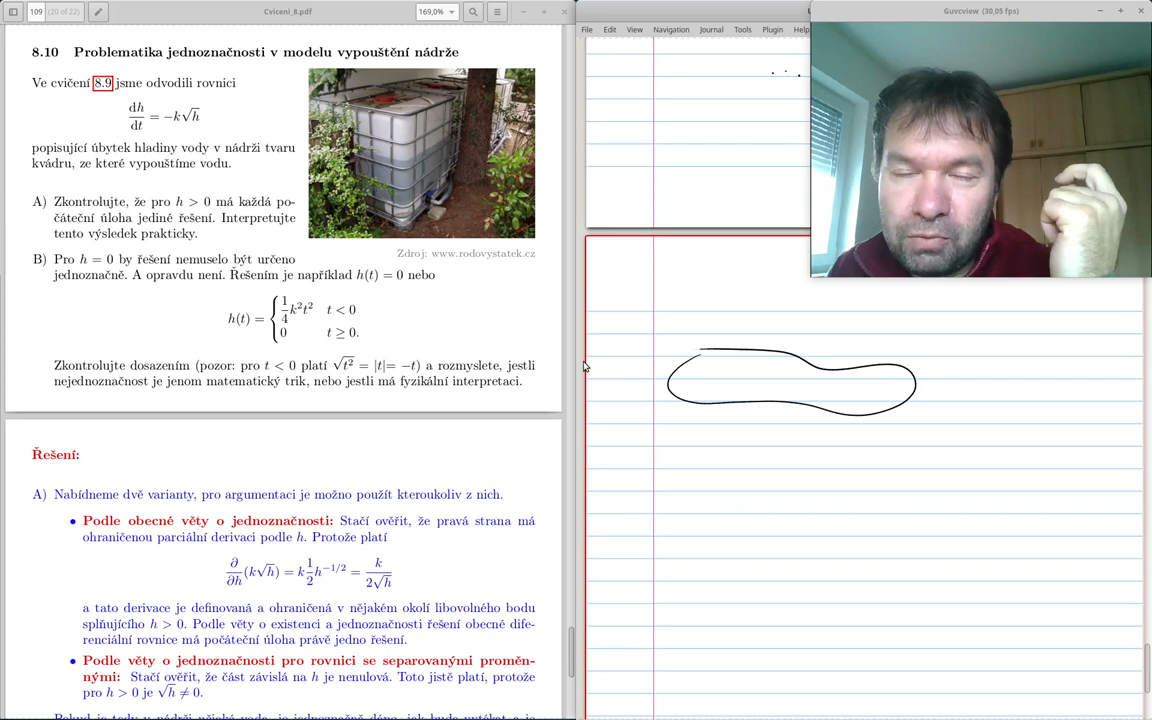 109 (20 of 22)
Cviceni_8.pdf
169,0%
Guvcview (30,05 fps)
File Edit View Navigation Journal Tools Plugin Help
8.10 Problematika jednoznačnosti v modelu vypouštění nádrže
Ve cvičení 8.9 jsme odvodili rovnici
dh/dt = −k√h
popisující úbytek hladiny vody v nádrži tvaru
kvádru, ze které vypouštíme vodu.
A) Zkontrolujte, že pro h > 0 má každá po-
čáteční úloha jediné řešení. Interpretujte
tento výsledek prakticky.
Zdroj: www.rodovystatek.cz
B) Pro h = 0 by řešení nemuselo být určeno
jednoznačně. A opravdu není. Řešením je například h(t) = 0 nebo
h(t) = { 1/4 k²t² t < 0
0 t ≥ 0.
Zkontrolujte dosazením (pozor: pro t < 0 platí √t² = |t| = −t) a rozmyslete, jestli
nejednoznačnost je jenom matematický trik, nebo jestli má fyzikální interpretaci.
Řešení:
A) Nabídneme dvě varianty, pro argumentaci je možno použít kteroukoliv z nich.
• Podle obecné věty o jednoznačnosti: Stačí ověřit, že pravá strana má
ohraničenou parciální derivaci podle h. Protože platí
∂/∂h (k√h) = k 1/2 h^(−1/2) = k/(2√h)
a tato derivace je definovaná a ohraničená v nějakém okolí libovolného bodu
splňujícího h > 0. Podle věty o existenci a jednoznačnosti řešení obecné dife-
renciální rovnice má počáteční úloha právě jedno řešení.
• Podle věty o jednoznačnosti pro rovnici se separovanými proměn-
nými: Stačí ověřit, že část závislá na h je nenulová. Toto jistě platí, protože
pro h > 0 je √h ≠ 0.